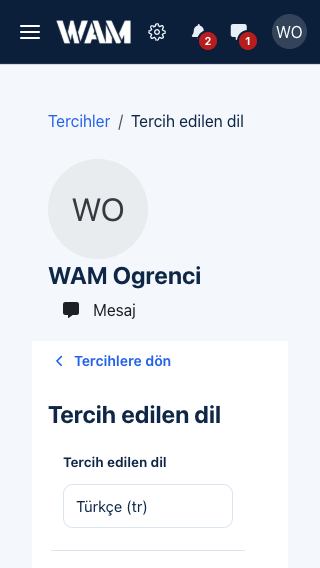 WAM
2
1
WO
Tercihler / Tercih edilen dil
WO
WAM Ogrenci
Mesaj
Tercihlere dön
Tercih edilen dil
Tercih edilen dil
Türkçe (tr)